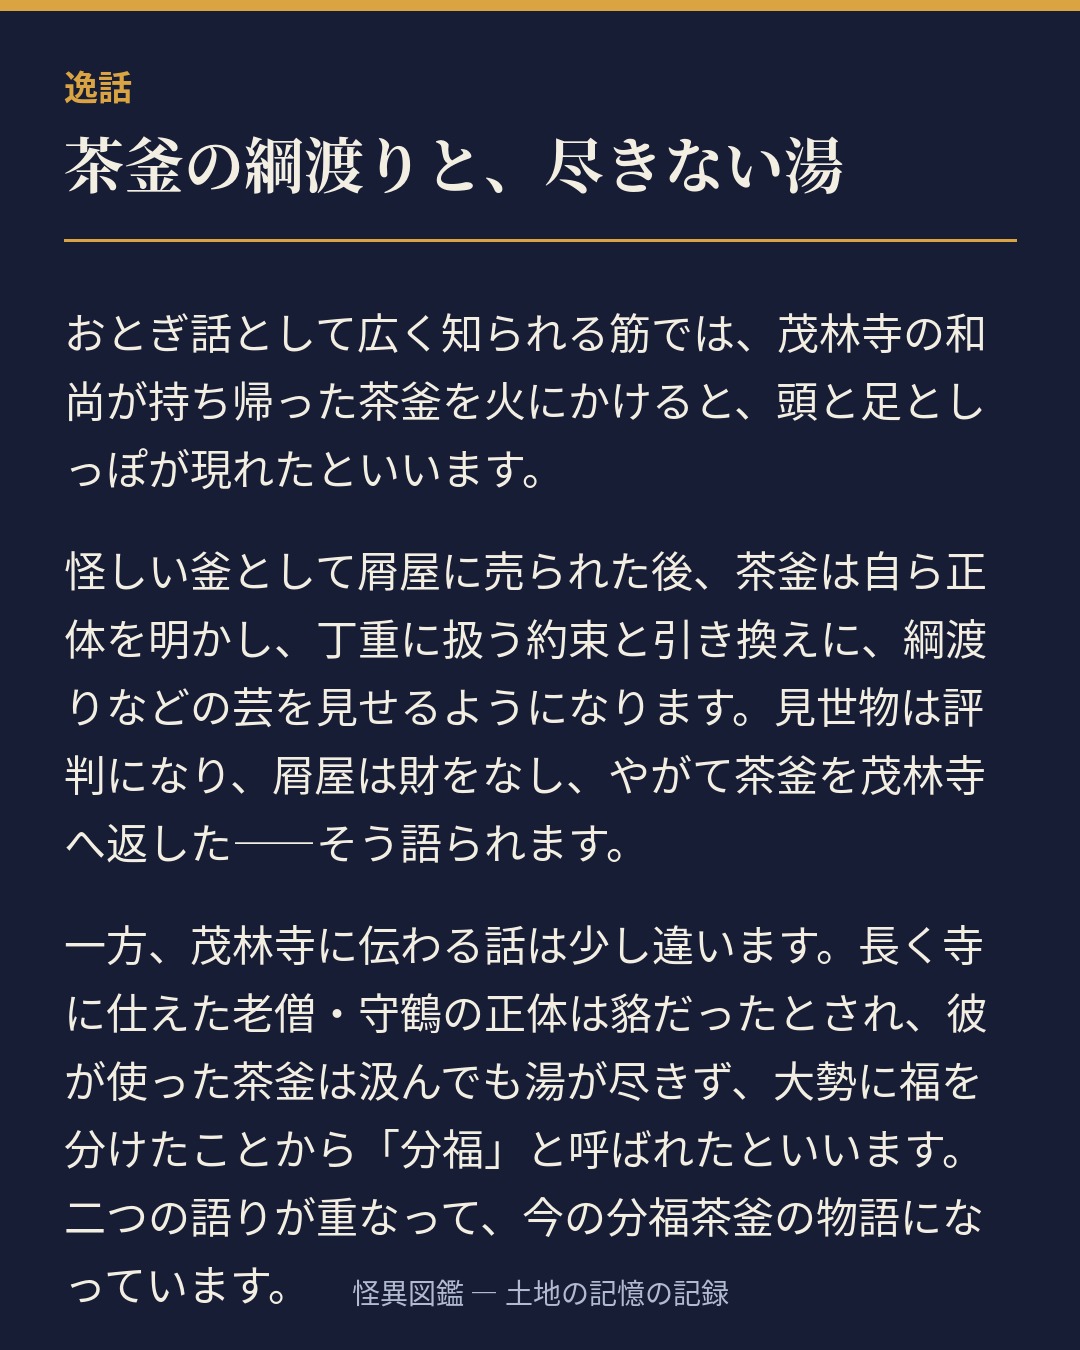 逸話
茶釜の綱渡りと、尽きない湯
おとぎ話として広く知られる筋では、茂林寺の和
尚が持ち帰った茶釜を火にかけると、頭と足とし
っぽが現れたといいます。
怪しい釜として屑屋に売られた後、茶釜は自ら正
体を明かし、丁重に扱う約束と引き換えに、綱渡
りなどの芸を見せるようになります。見世物は評
判になり、屑屋は財をなし、やがて茶釜を茂林寺
へ返した――そう語られます。
一方、茂林寺に伝わる話は少し違います。長く寺
に仕えた老僧・守鶴の正体は貉だったとされ、彼
が使った茶釜は汲んでも湯が尽きず、大勢に福を
分けたことから「分福」と呼ばれたといいます。
二つの語りが重なって、今の分福茶釜の物語にな
っています。
怪異図鑑 — 土地の記憶の記録